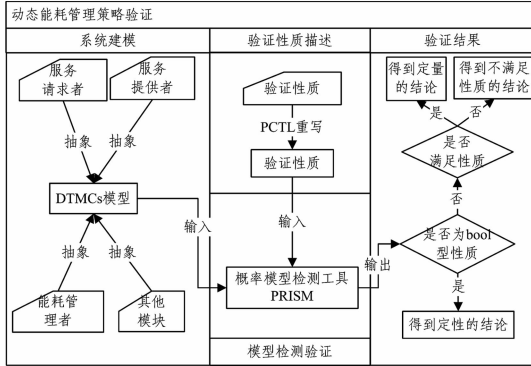 动态能耗管理策略验证
系统建模
验证性质描述
验证结果
服务
请求者
服务
提供者
抽象
抽象
DTMCs模型
抽象
抽象
能耗管
理者
其他
模块
验证性质
PCTL重写
验证性质
输入
输入
概率模型检测工具
PRISM
模型检测验证
输出
得到定量
的结论
得到不满足
性质的结论
是
否
是否
满足性质
否
是否为bool
型性质
是
得到定性的结论